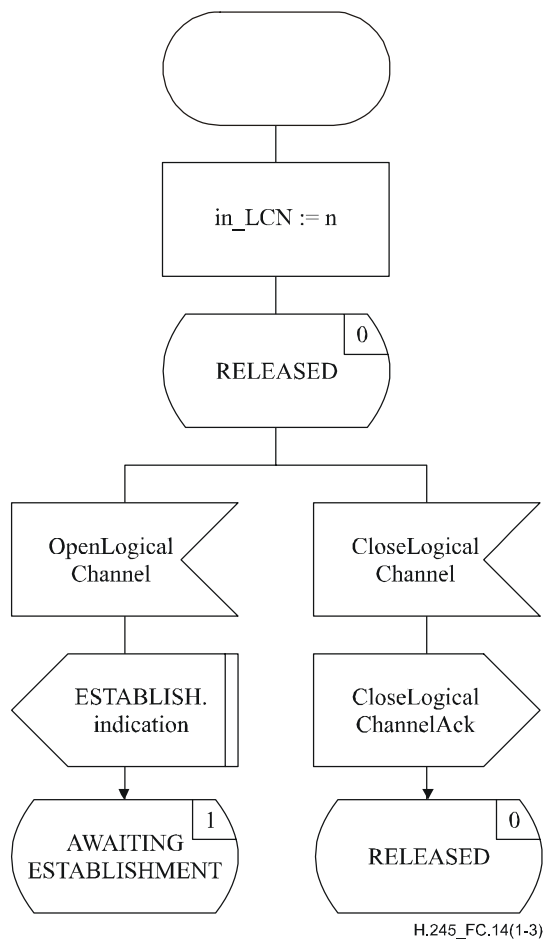 in_LCN := n
0
RELEASED
OpenLogical
Channel
CloseLogical
Channel
ESTABLISH.
indication
CloseLogical
ChannelAck
1
AWAITING
ESTABLISHMENT
0
RELEASED
H.245_FC.14(1-3)